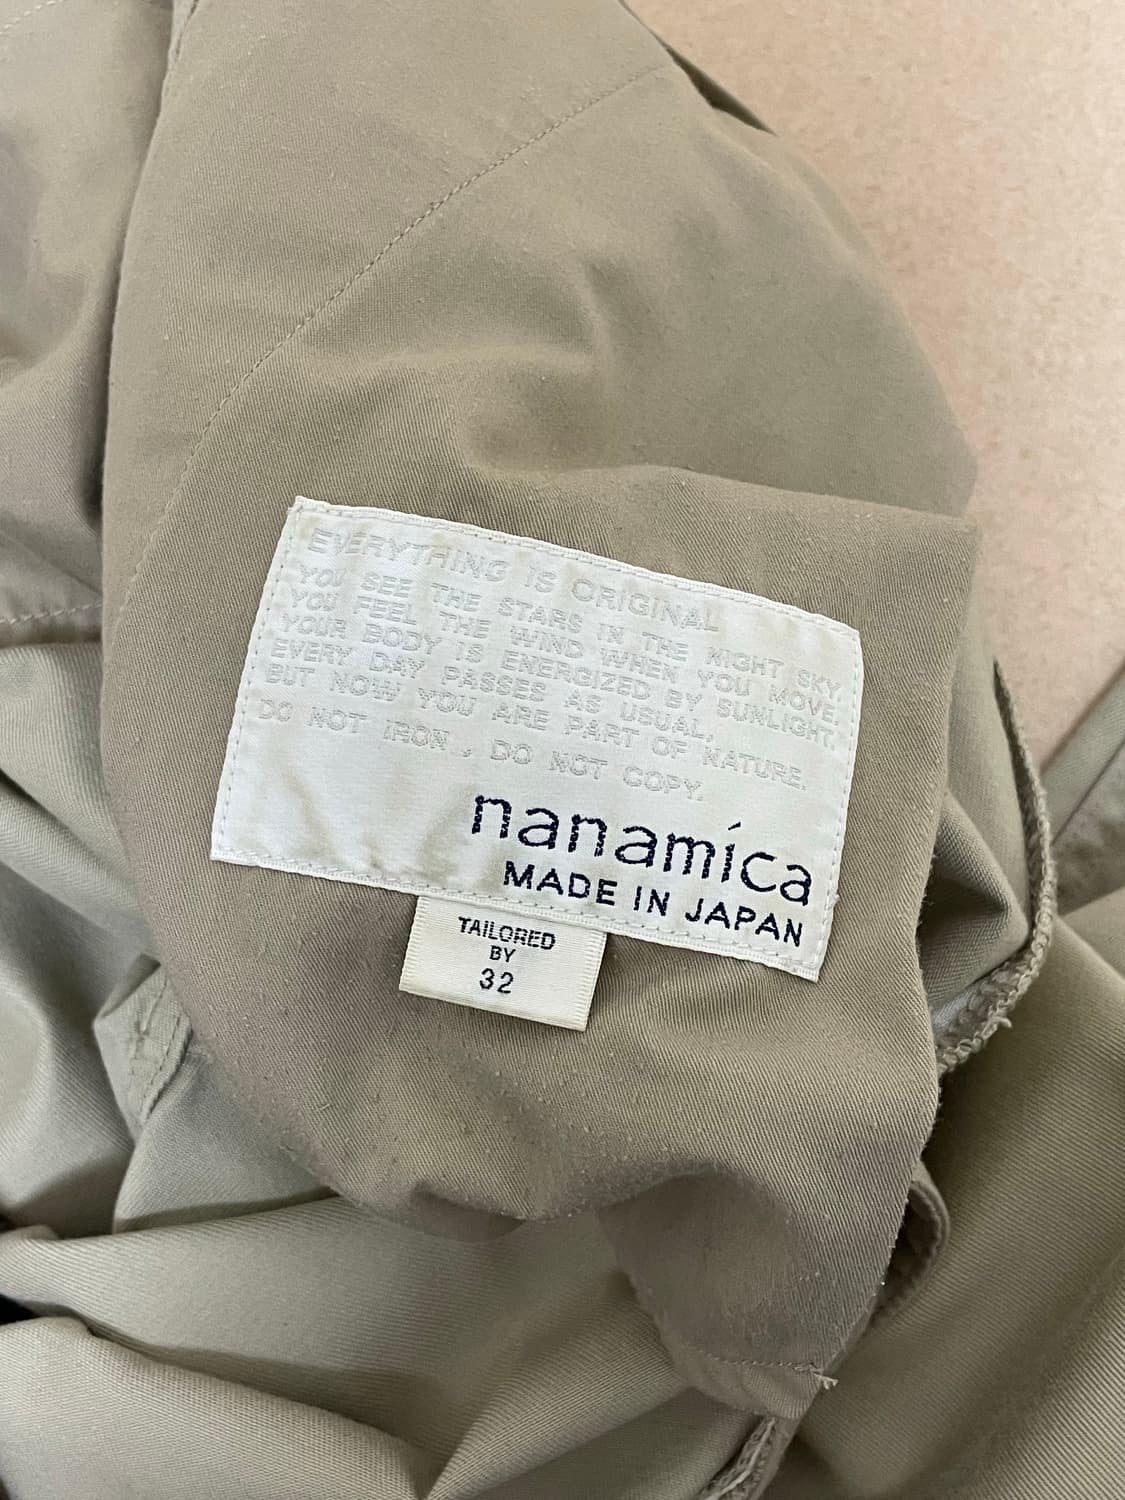 EVERYTHING IS ORIGINAL
YOU SEE THE STARS IN THE NIGHT SKY.
YOU FEEL THE WIND WHEN YOU MOVE.
YOUR BODY IS ENERGIZED BY SUNLIGHT.
EVERY DAY PASSES AS USUAL,
BUT NOW YOU ARE PART OF NATURE.
DO NOT IRON, DO NOT COPY.
nanamíca
MADE IN JAPAN
TAILORED
BY
32